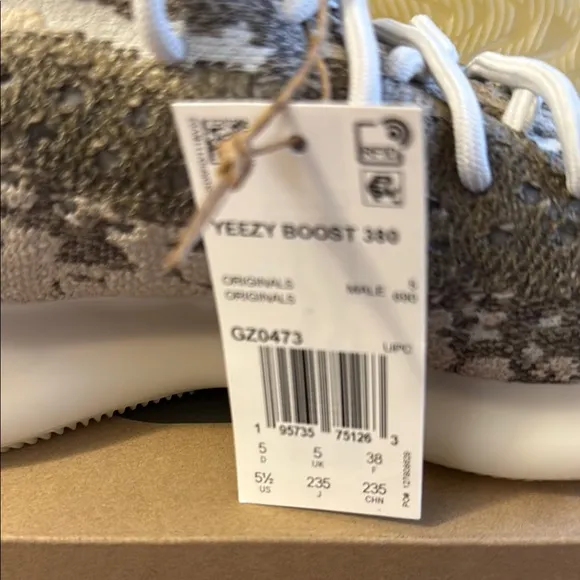 YEEZY BOOST 380
ORIGINALS MALE 5
ORIGINALS
GZ0473
UPC
1 95735 75126 3
5 5 38
D UK F
5½ 235 235
US J CHN